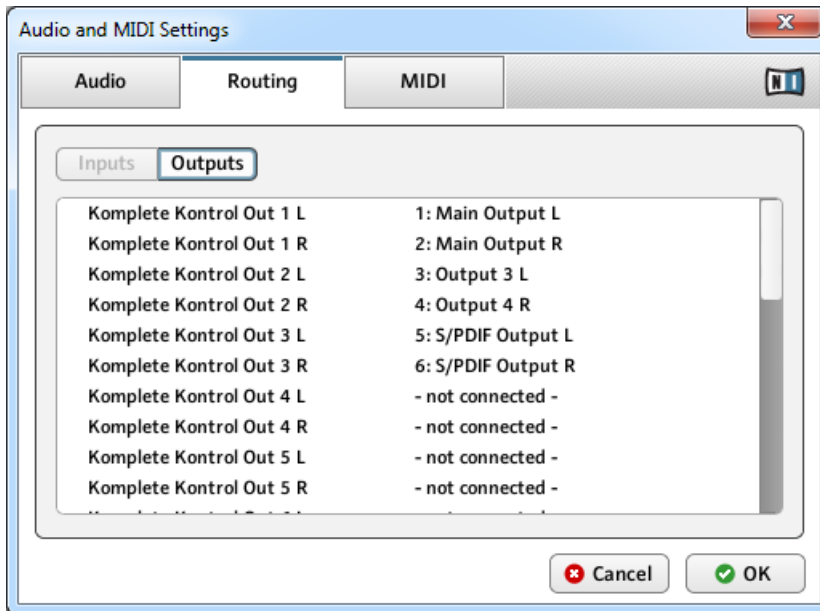 Audio and MIDI Settings
Audio Routing MIDI
NI
Inputs Outputs
Komplete Kontrol Out 1 L 1: Main Output L
Komplete Kontrol Out 1 R 2: Main Output R
Komplete Kontrol Out 2 L 3: Output 3 L
Komplete Kontrol Out 2 R 4: Output 4 R
Komplete Kontrol Out 3 L 5: S/PDIF Output L
Komplete Kontrol Out 3 R 6: S/PDIF Output R
Komplete Kontrol Out 4 L - not connected -
Komplete Kontrol Out 4 R - not connected -
Komplete Kontrol Out 5 L - not connected -
Komplete Kontrol Out 5 R - not connected -
Cancel OK